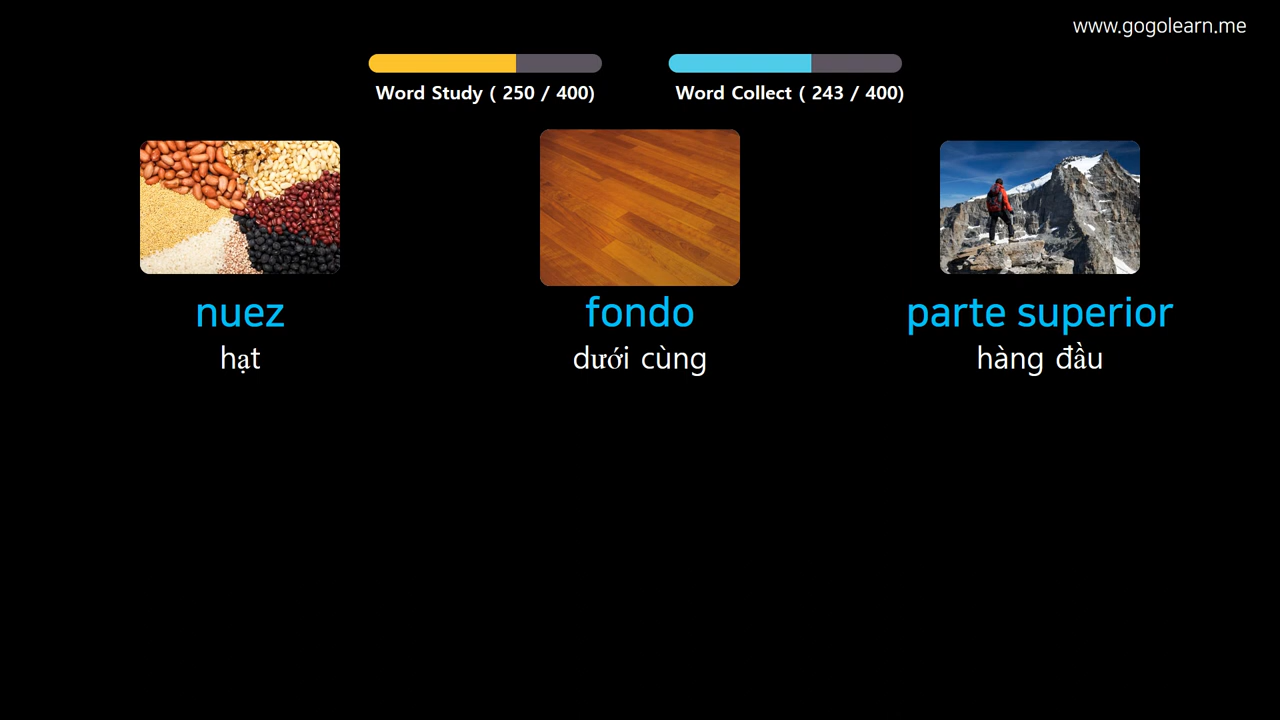 www.gogolearn.me
Word Study ( 250 / 400)
Word Collect ( 243 / 400)
nuez
fondo
parte superior
hạt
dưới cùng
hàng đầu